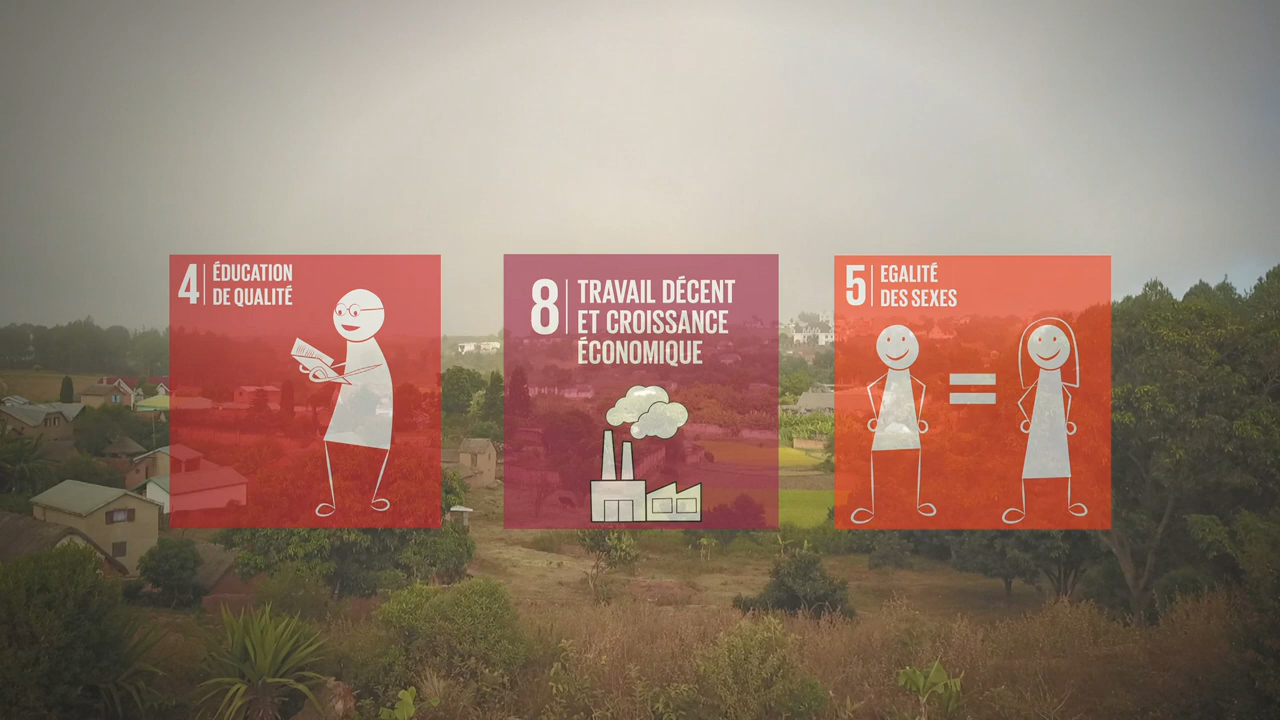 4
ÉDUCATION
DE QUALITÉ
8
TRAVAIL DÉCENT
ET CROISSANCE
ÉCONOMIQUE
5
EGALITÉ
DES SEXES